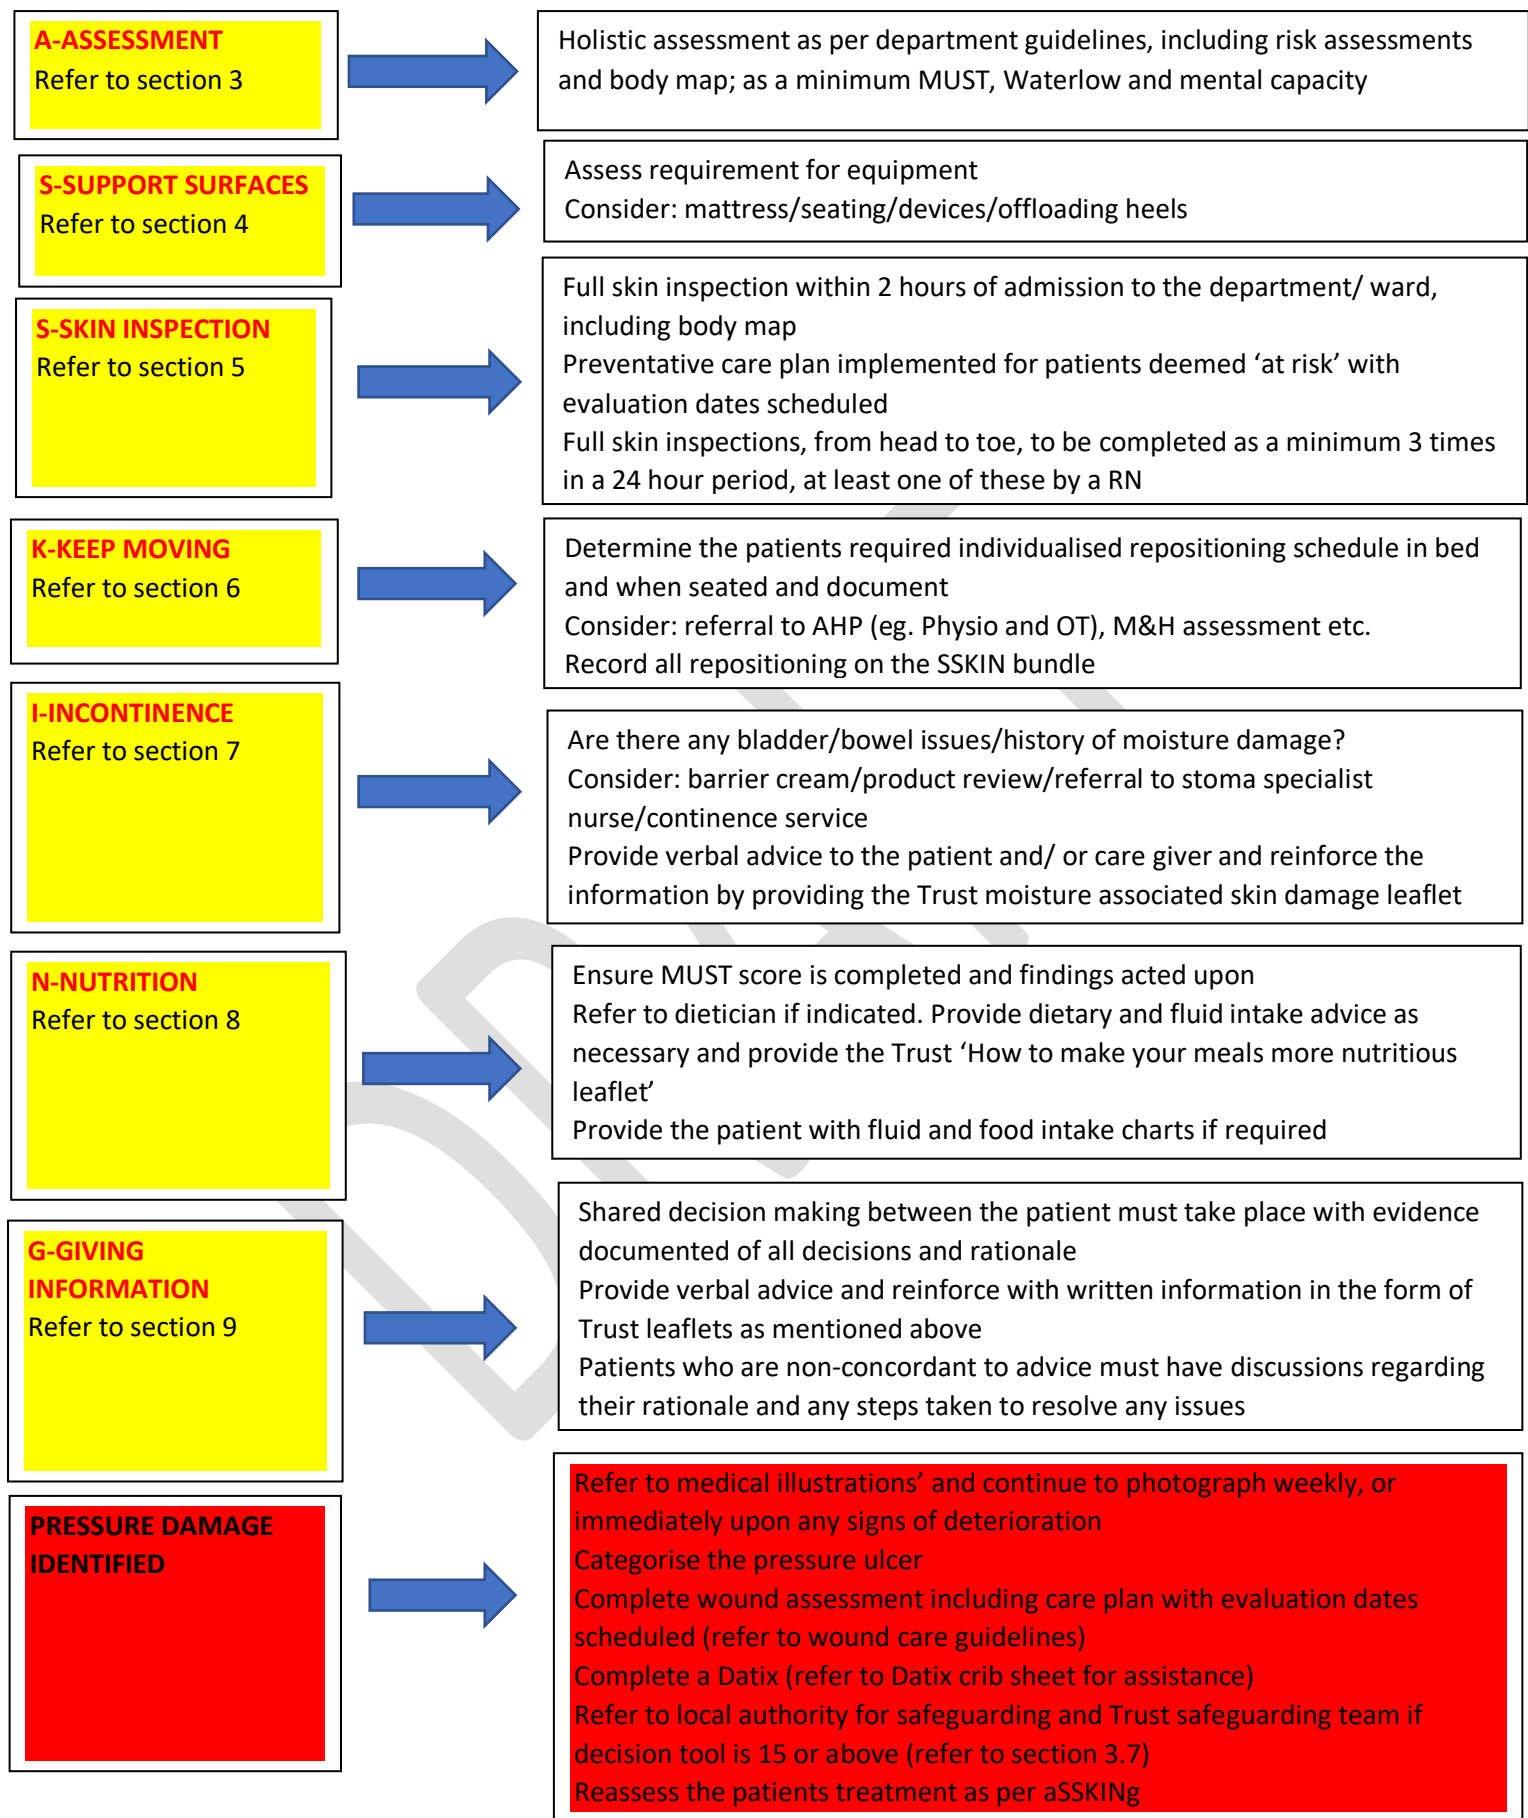 A-ASSESSMENT
Refer to section 3
Holistic assessment as per department guidelines, including risk assessments
and body map; as a minimum MUST, Waterlow and mental capacity
S-SUPPORT SURFACES
Refer to section 4
Assess requirement for equipment
Consider: mattress/seating/devices/offloading heels
S-SKIN INSPECTION
Refer to section 5
Full skin inspection within 2 hours of admission to the department/ ward,
including body map
Preventative care plan implemented for patients deemed ‘at risk’ with
evaluation dates scheduled
Full skin inspections, from head to toe, to be completed as a minimum 3 times
in a 24 hour period, at least one of these by a RN
K-KEEP MOVING
Refer to section 6
Determine the patients required individualised repositioning schedule in bed
and when seated and document
Consider: referral to AHP (eg. Physio and OT), M&H assessment etc.
Record all repositioning on the SSKIN bundle
I-INCONTINENCE
Refer to section 7
Are there any bladder/bowel issues/history of moisture damage?
Consider: barrier cream/product review/referral to stoma specialist
nurse/continence service
Provide verbal advice to the patient and/ or care giver and reinforce the
information by providing the Trust moisture associated skin damage leaflet
N-NUTRITION
Refer to section 8
Ensure MUST score is completed and findings acted upon
Refer to dietician if indicated. Provide dietary and fluid intake advice as
necessary and provide the Trust ‘How to make your meals more nutritious
leaflet’
Provide the patient with fluid and food intake charts if required
G-GIVING
INFORMATION
Refer to section 9
Shared decision making between the patient must take place with evidence
documented of all decisions and rationale
Provide verbal advice and reinforce with written information in the form of
Trust leaflets as mentioned above
Patients who are non-concordant to advice must have discussions regarding
their rationale and any steps taken to resolve any issues
PRESSURE DAMAGE
IDENTIFIED
Refer to medical illustrations’ and continue to photograph weekly, or
immediately upon any signs of deterioration
Categorise the pressure ulcer
Complete wound assessment including care plan with evaluation dates
scheduled (refer to wound care guidelines)
Complete a Datix (refer to Datix crib sheet for assistance)
Refer to local authority for safeguarding and Trust safeguarding team if
decision tool is 15 or above (refer to section 3.7)
Reassess the patients treatment as per aSSKINg
DRAFT